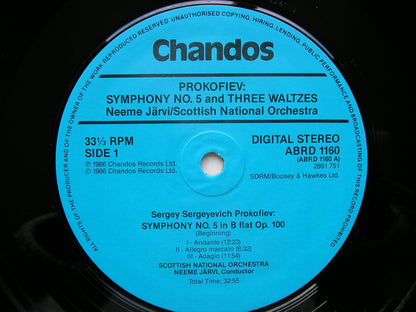 ALL RIGHTS OF THE PRODUCER AND OF THE OWNER OF THE WORK REPRODUCED RESERVED. UNAUTHORISED COPYING, HIRING, LENDING, PUBLIC PERFORMANCE AND BROADCASTING OF THIS RECORD PROHIBITED.
Chandos
PROKOFIEV:
SYMPHONY NO. 5 and THREE WALTZES
Neeme Järvi/Scottish National Orchestra
33⅓ RPM
SIDE 1
℗ 1986 Chandos Records Ltd.
© 1986 Chandos Records Ltd.
DIGITAL STEREO
ABRD 1160
(ABRD 1160 A)
2891 751
SDRM/Boosey & Hawkes Ltd.
Sergey Sergeyevich Prokofiev:
SYMPHONY NO. 5 in B flat Op. 100
(Beginning)
I - Andante (12:23)
II - Allegro marcato (8:32)
III - Adagio (11:54)
SCOTTISH NATIONAL ORCHESTRA
NEEME JÄRVI, Conductor
Total Time: 32:55